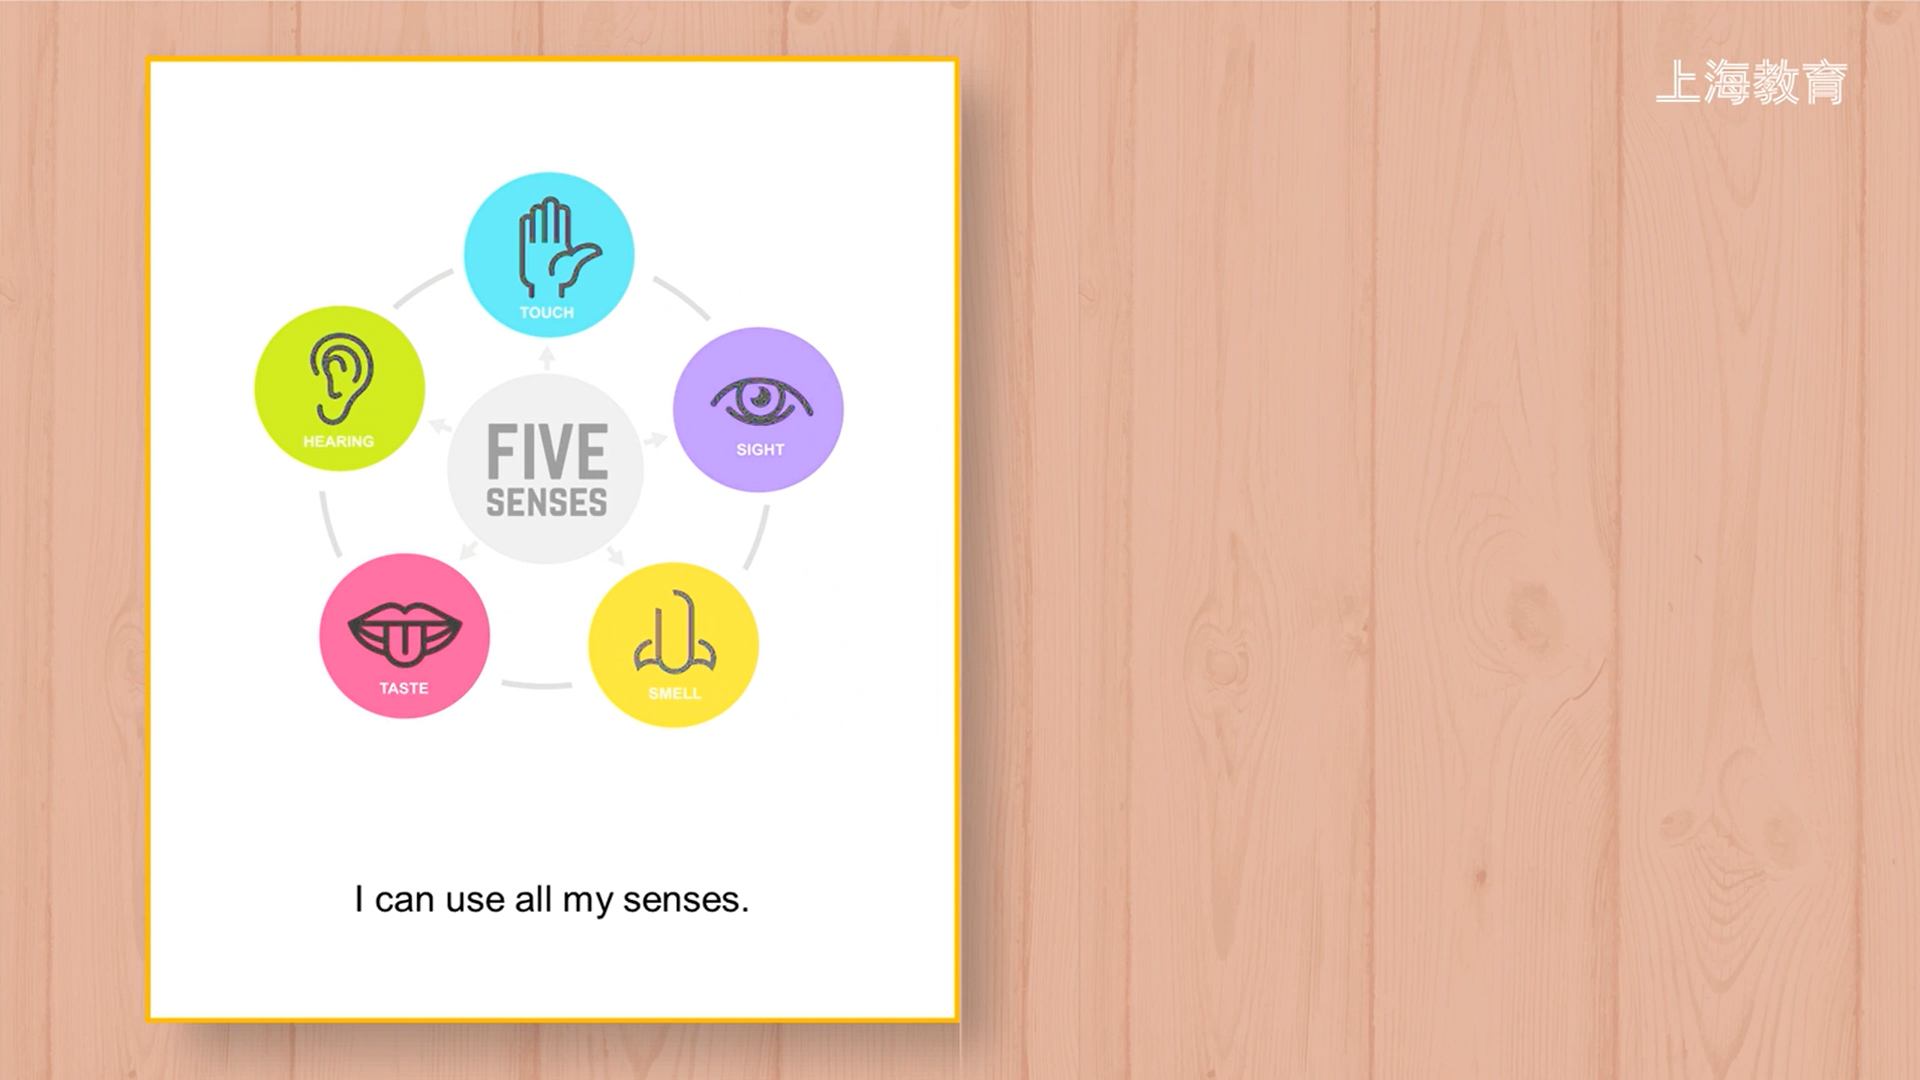 上海教育
TOUCH
HEARING
SIGHT
FIVE
SENSES
TASTE
SMELL
I can use all my senses.